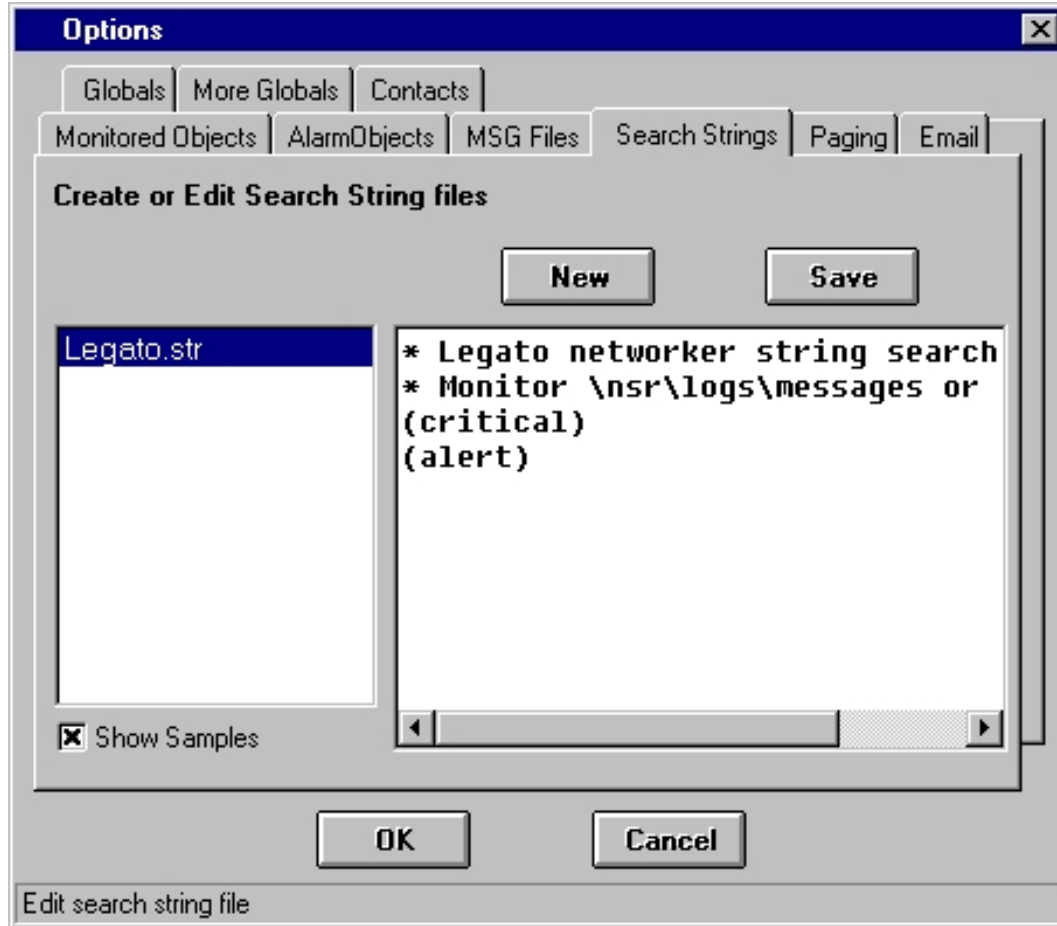 Options
Globals More Globals Contacts
Monitored Objects AlarmObjects MSG Files Search Strings Paging Email
Create or Edit Search String files
New Save
Legato.str
* Legato networker string search
* Monitor \nsr\logs\messages or
(critical)
(alert)
Show Samples
OK Cancel
Edit search string file